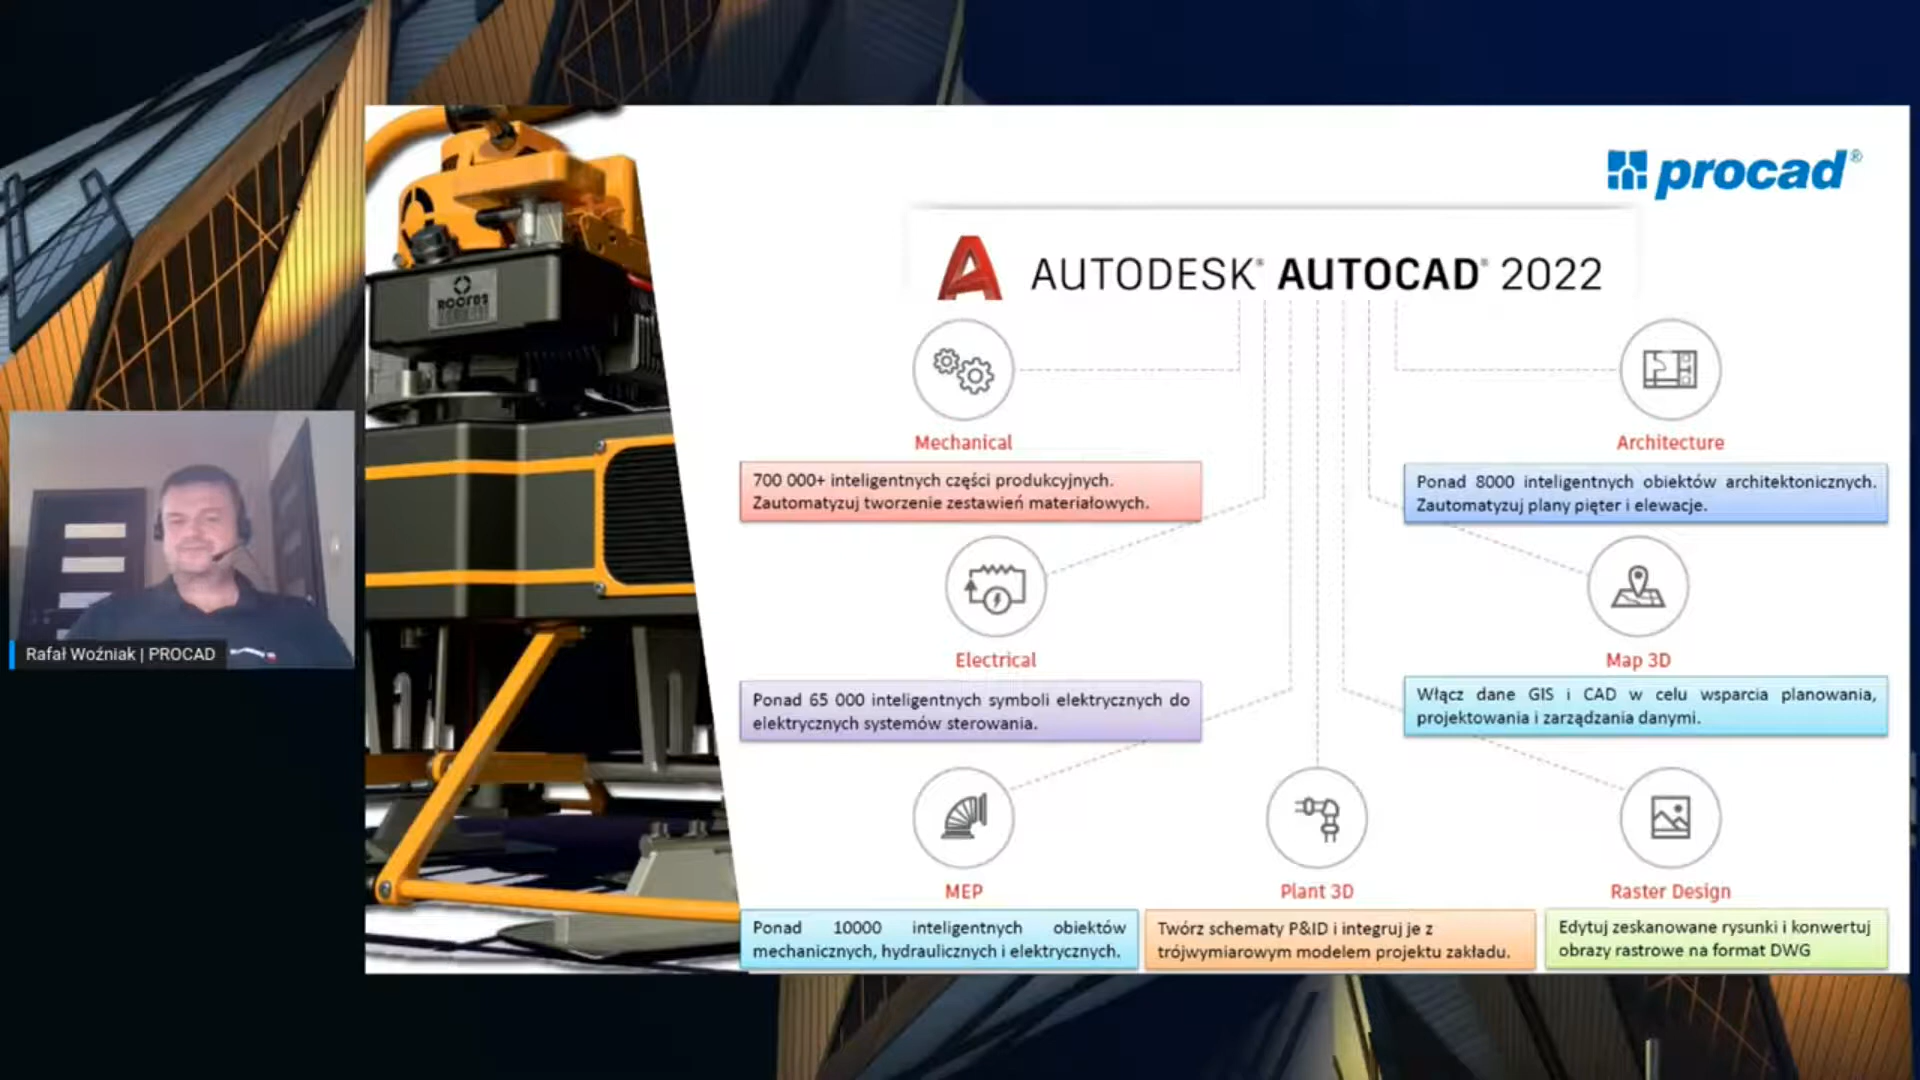 procad®
AUTODESK® AUTOCAD® 2022
Mechanical
700 000+ inteligentnych części produkcyjnych.
Zautomatyzuj tworzenie zestawień materiałowych.
Architecture
Ponad 8000 inteligentnych obiektów architektonicznych.
Zautomatyzuj plany pięter i elewacje.
Electrical
Ponad 65 000 inteligentnych symboli elektrycznych do
elektrycznych systemów sterowania.
Map 3D
Włącz dane GIS i CAD w celu wsparcia planowania,
projektowania i zarządzania danymi.
MEP
Ponad 10000 inteligentnych obiektów
mechanicznych, hydraulicznych i elektrycznych.
Plant 3D
Twórz schematy P&ID i integruj je z
trójwymiarowym modelem projektu zakładu.
Raster Design
Edytuj zeskanowane rysunki i konwertuj
obrazy rastrowe na format DWG
Rafał Woźniak | PROCAD